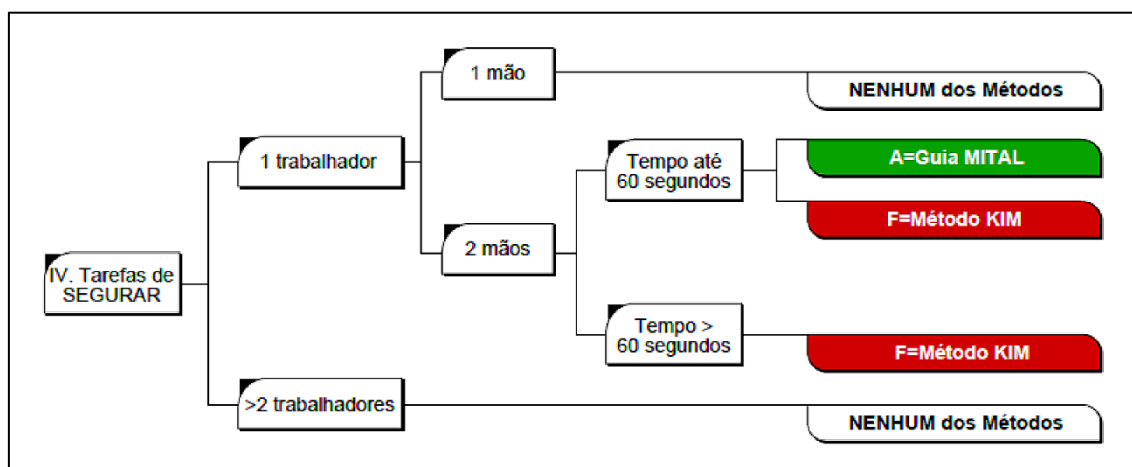 1 mão
NENHUM dos Métodos
1 trabalhador
Tempo até
60 segundos
A=Guia MITAL
F=Método KIM
2 mãos
IV. Tarefas de
SEGURAR
Tempo >
60 segundos
F=Método KIM
>2 trabalhadores
NENHUM dos Métodos